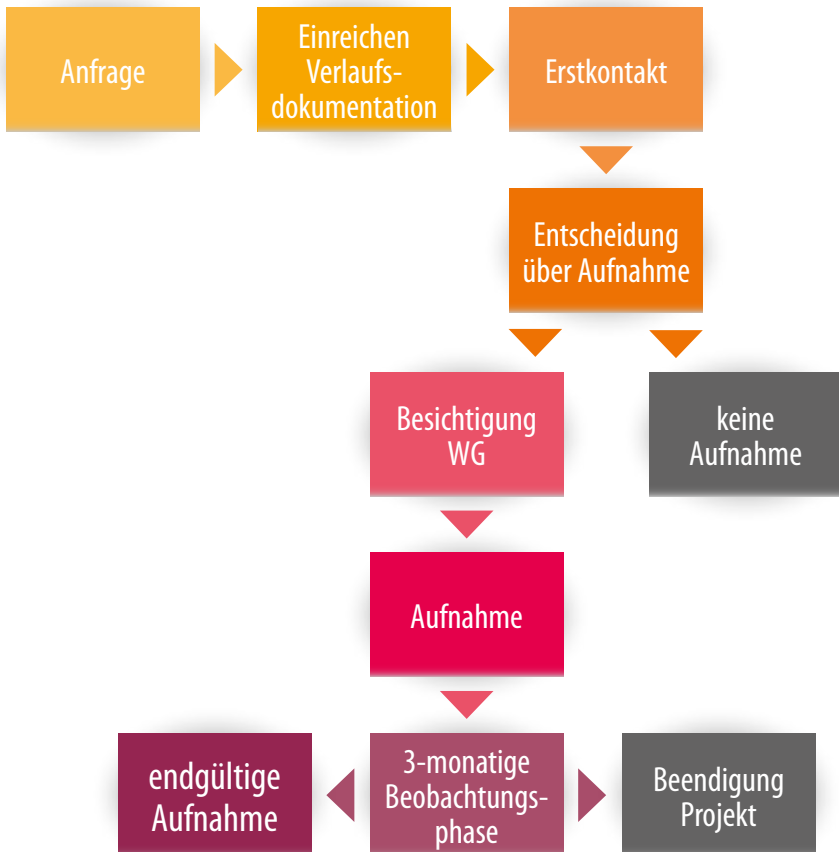 Anfrage
Einreichen
Verlaufs-
dokumentation
Erstkontakt
Entscheidung
über Aufnahme
Besichtigung
WG
keine
Aufnahme
Aufnahme
endgültige
Aufnahme
3-monatige
Beobachtungs-
phase
Beendigung
Projekt